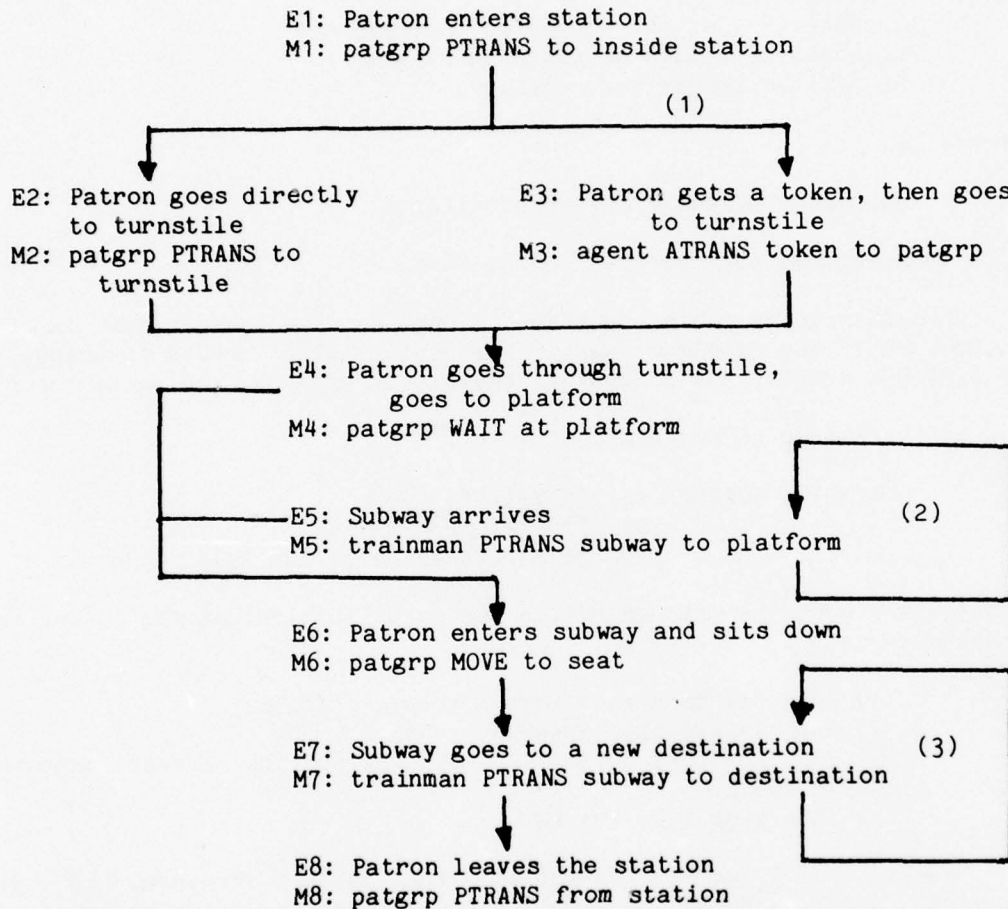 E1: Patron enters station
M1: patgrp PTRANS to inside station
(1)
E2: Patron goes directly
to turnstile
M2: patgrp PTRANS to
turnstile
E3: Patron gets a token, then goes
to turnstile
M3: agent ATRANS token to patgrp
E4: Patron goes through turnstile,
goes to platform
M4: patgrp WAIT at platform
E5: Subway arrives
M5: trainman PTRANS subway to platform
(2)
E6: Patron enters subway and sits down
M6: patgrp MOVE to seat
E7: Subway goes to a new destination
M7: trainman PTRANS subway to destination
(3)
E8: Patron leaves the station
M8: patgrp PTRANS from station